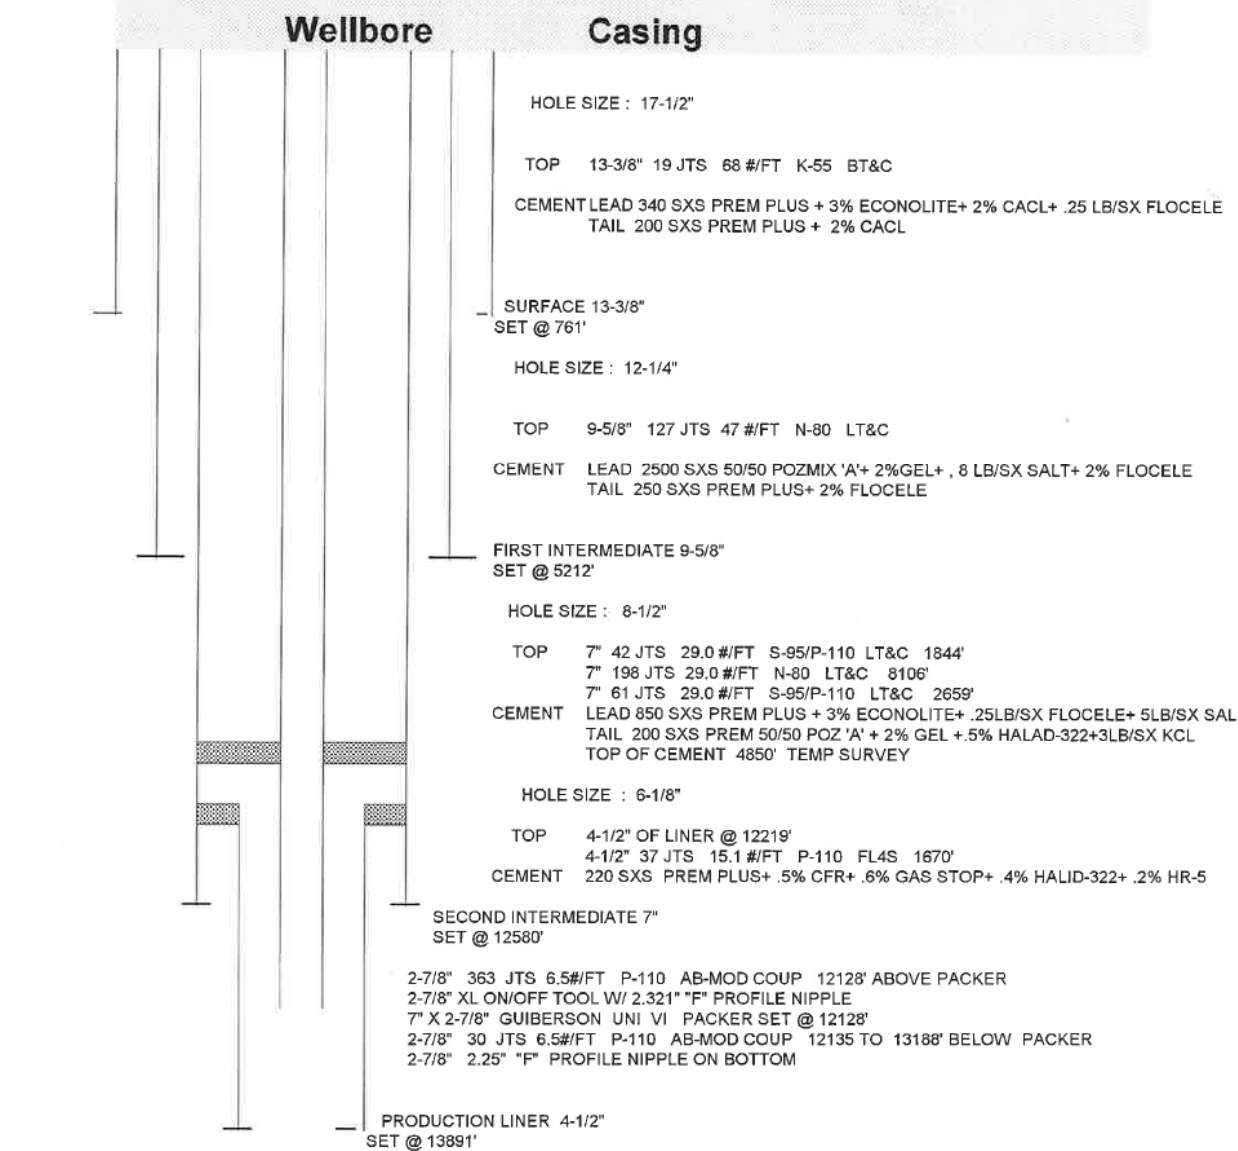 Wellbore Casing
HOLE SIZE : 17-1/2"
TOP 13-3/8" 19 JTS 68 #/FT K-55 BT&C
CEMENT LEAD 340 SXS PREM PLUS + 3% ECONOLITE+ 2% CACL+ .25 LB/SX FLOCELE
TAIL 200 SXS PREM PLUS + 2% CACL
SURFACE 13-3/8"
SET @ 761'
HOLE SIZE : 12-1/4"
TOP 9-5/8" 127 JTS 47 #/FT N-80 LT&C
CEMENT LEAD 2500 SXS 50/50 POZMIX 'A'+ 2%GEL+ , 8 LB/SX SALT+ 2% FLOCELE
TAIL 250 SXS PREM PLUS+ 2% FLOCELE
FIRST INTERMEDIATE 9-5/8"
SET @ 5212'
HOLE SIZE : 8-1/2"
TOP 7" 42 JTS 29.0 #/FT S-95/P-110 LT&C 1844'
7" 198 JTS 29.0 #/FT N-80 LT&C 8106'
7" 61 JTS 29.0 #/FT S-95/P-110 LT&C 2659'
CEMENT LEAD 850 SXS PREM PLUS + 3% ECONOLITE+ .25LB/SX FLOCELE+ 5LB/SX SAL
TAIL 200 SXS PREM 50/50 POZ 'A' + 2% GEL +.5% HALAD-322+3LB/SX KCL
TOP OF CEMENT 4850' TEMP SURVEY
HOLE SIZE : 6-1/8"
TOP 4-1/2" OF LINER @ 12219'
4-1/2" 37 JTS 15.1 #/FT P-110 FL4S 1670'
CEMENT 220 SXS PREM PLUS+ .5% CFR+ .6% GAS STOP+ .4% HALID-322+ .2% HR-5
SECOND INTERMEDIATE 7"
SET @ 12580'
2-7/8" 363 JTS 6.5#/FT P-110 AB-MOD COUP 12128' ABOVE PACKER
2-7/8" XL ON/OFF TOOL W/ 2.321" "F" PROFILE NIPPLE
7" X 2-7/8" GUIBERSON UNI VI PACKER SET @ 12128'
2-7/8" 30 JTS 6.5#/FT P-110 AB-MOD COUP 12135 TO 13188' BELOW PACKER
2-7/8" 2.25" "F" PROFILE NIPPLE ON BOTTOM
PRODUCTION LINER 4-1/2"
SET @ 13891'